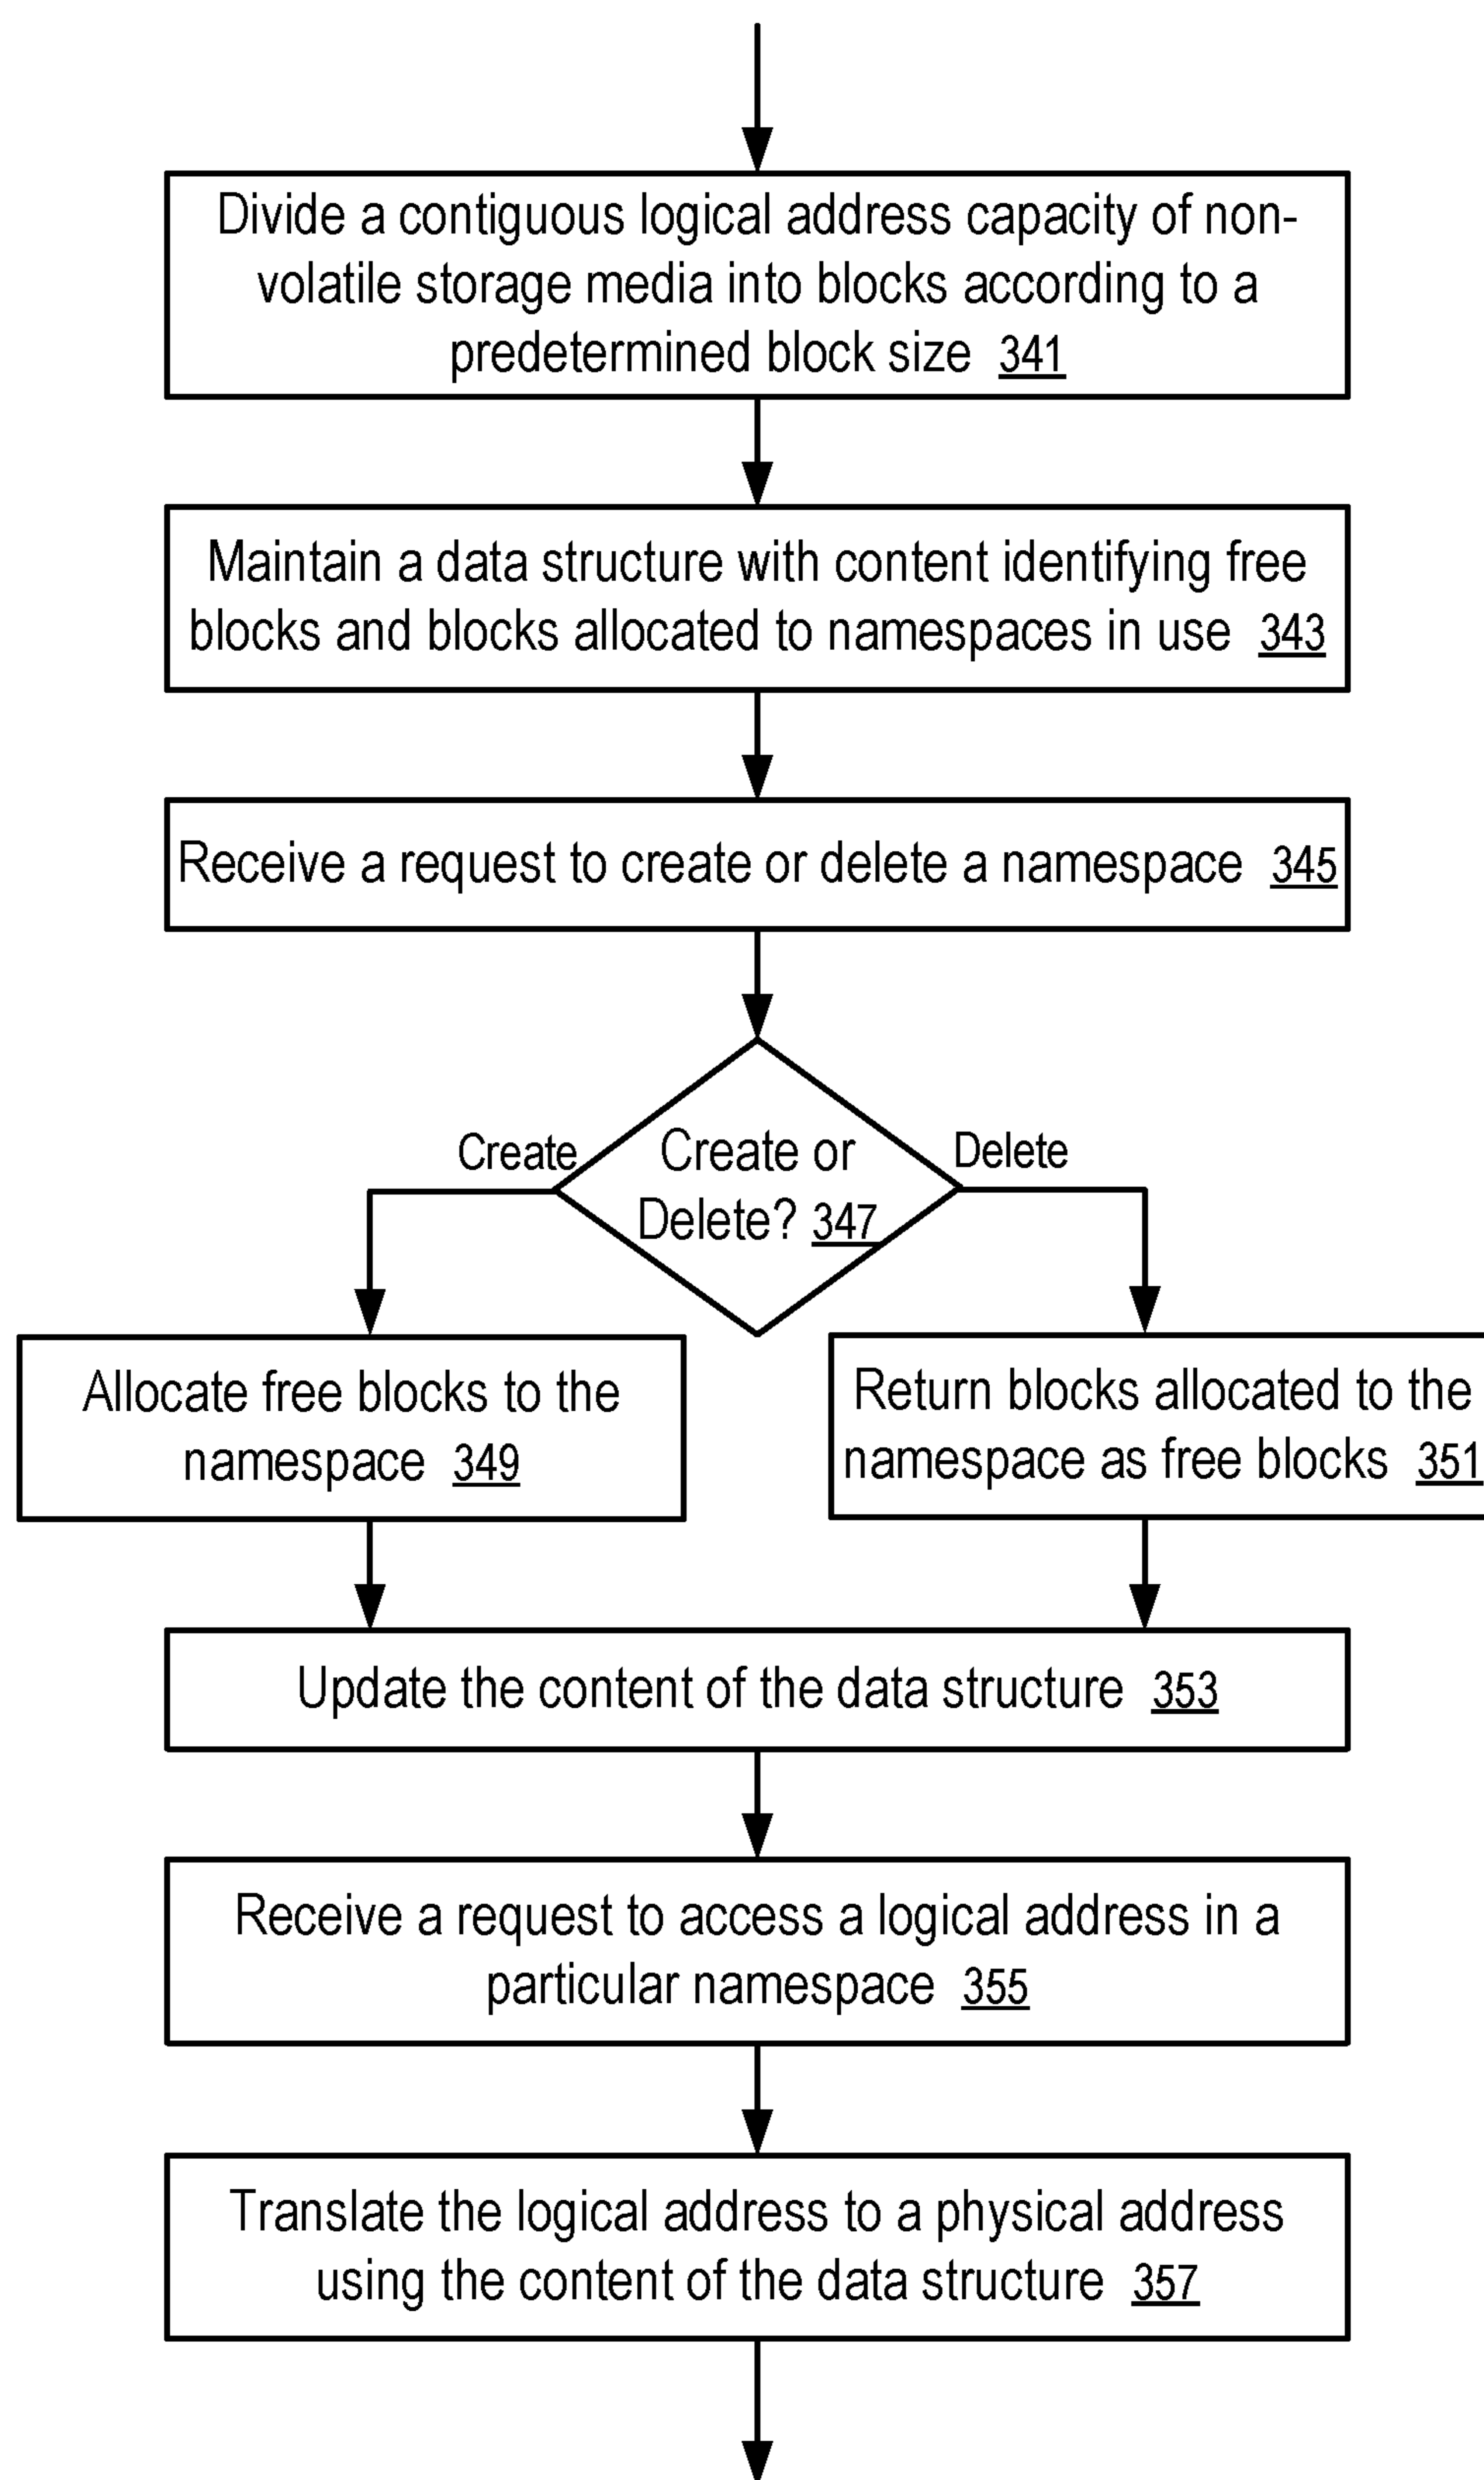 Divide a contiguous logical address capacity of non-
volatile storage media into blocks according to a
predetermined block size 341
Maintain a data structure with content identifying free
blocks and blocks allocated to namespaces in use 343
Receive a request to create or delete a namespace 345
Create
Create or
Delete? 347
Delete
Allocate free blocks to the
namespace 349
Return blocks allocated to the
namespace as free blocks 351
Update the content of the data structure 353
Receive a request to access a logical address in a
particular namespace 355
Translate the logical address to a physical address
using the content of the data structure 357